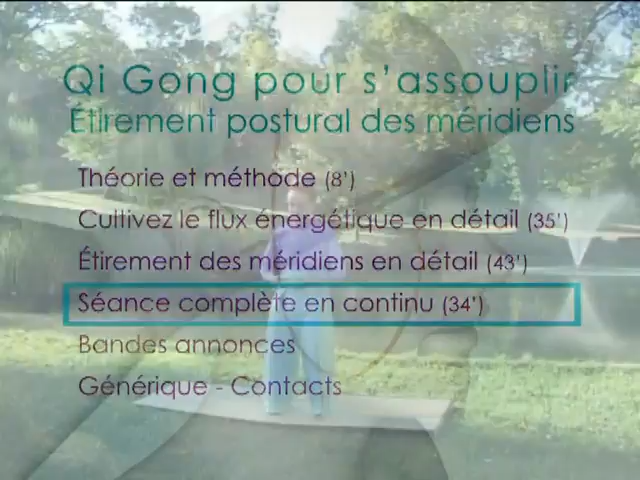 Qi Gong pour s'assouplir
Étirement postural des méridiens
Théorie et méthode (8')
Cultivez le flux énergétique en détail (35')
Étirement des méridiens en détail (43')
Séance complète en continu (34')
Bandes annonces
Générique - Contacts